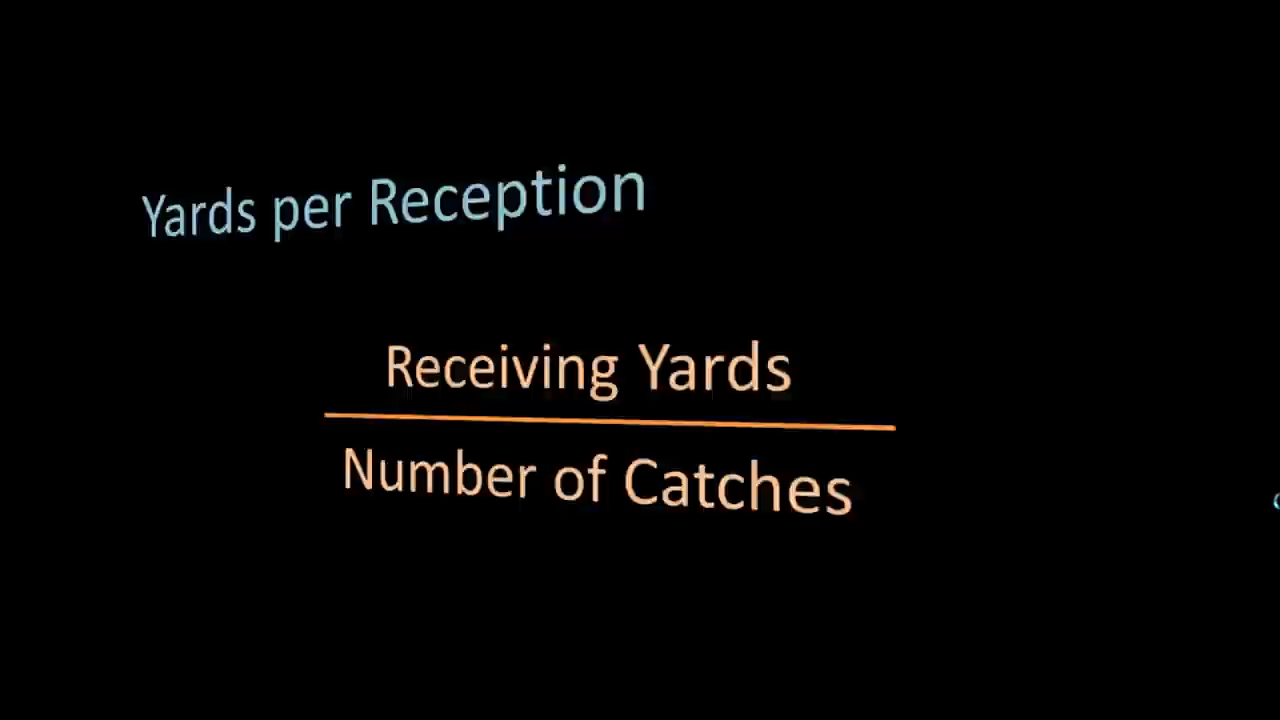 Yards per Reception
Receiving Yards
Number of Catches